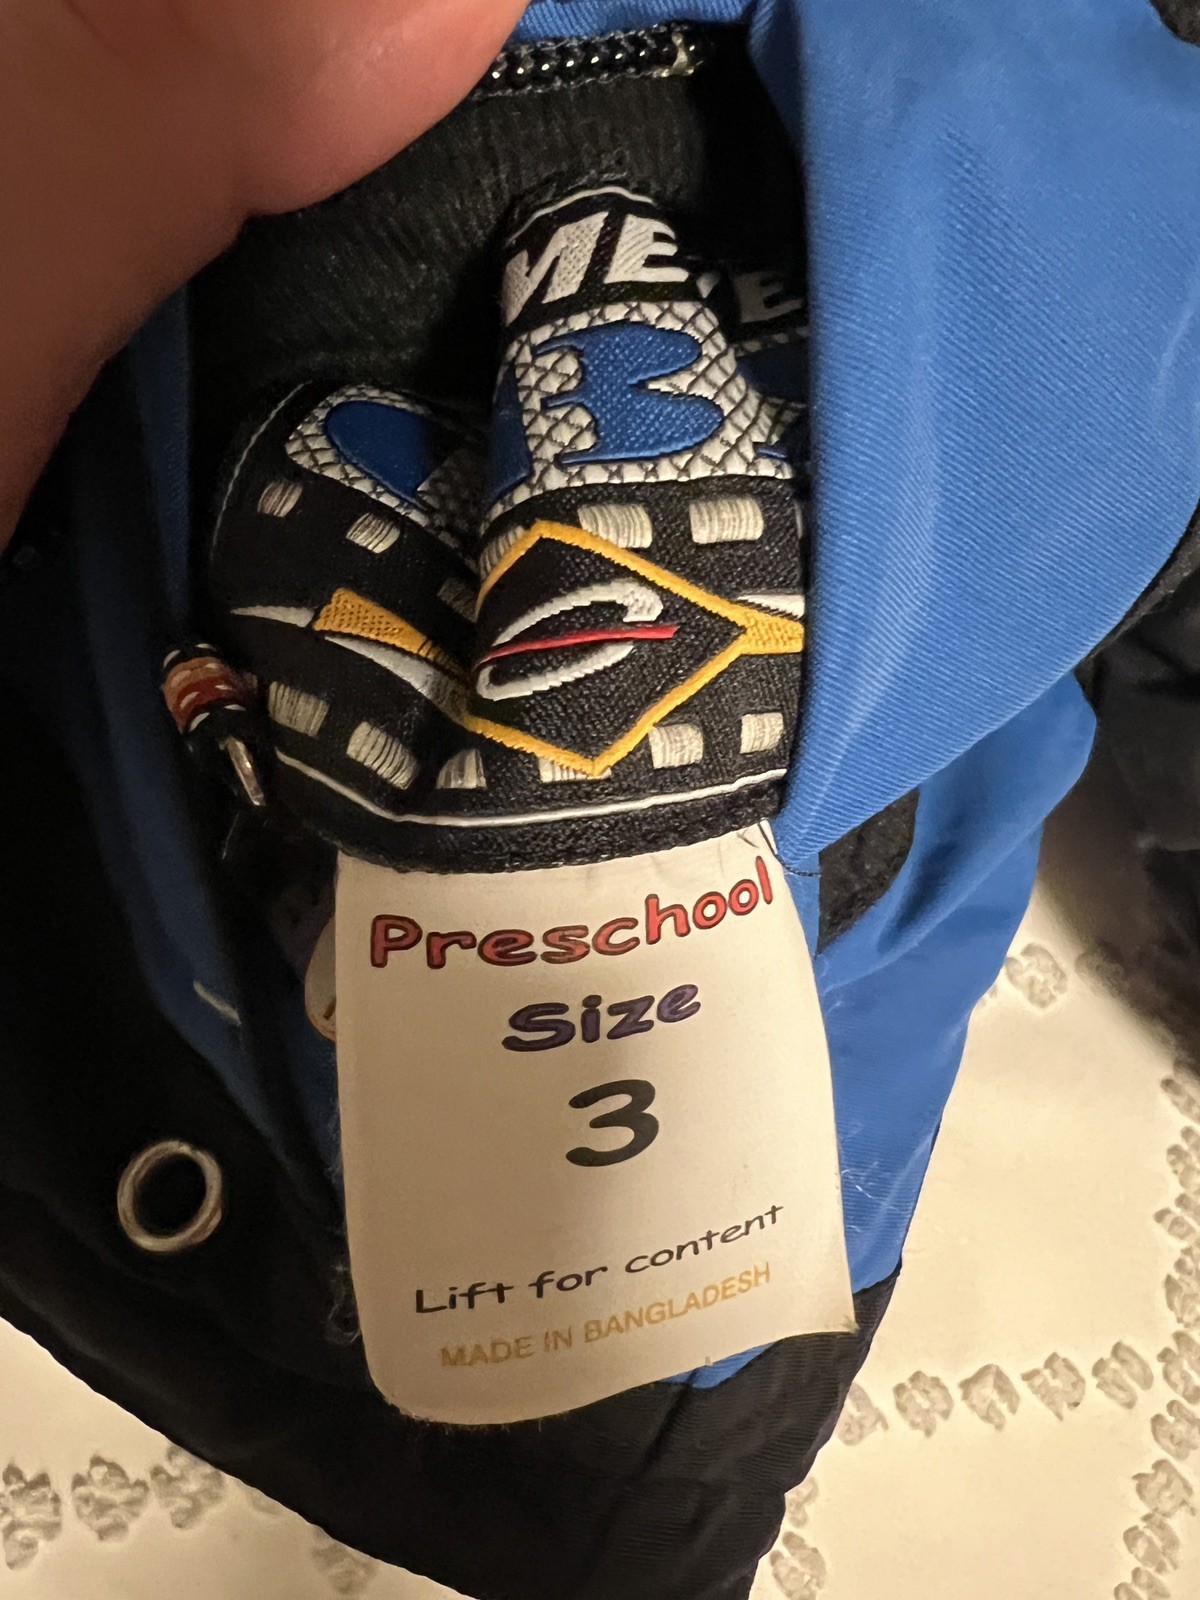 Preschool
Size
3
Lift for content
MADE IN BANGLADESH